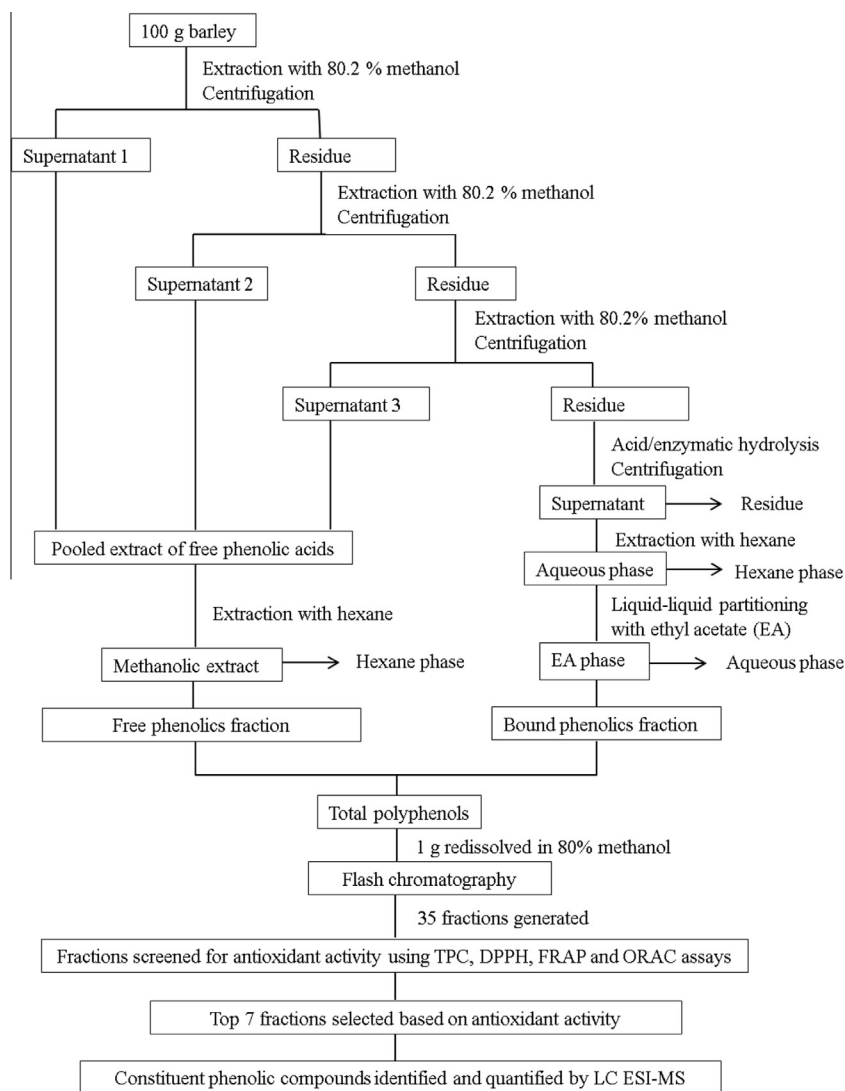 100 g barley
Extraction with 80.2 % methanol
Centrifugation
Supernatant 1
Residue
Extraction with 80.2 % methanol
Centrifugation
Supernatant 2
Residue
Extraction with 80.2% methanol
Centrifugation
Supernatant 3
Residue
Acid/enzymatic hydrolysis
Centrifugation
Supernatant
Residue
Extraction with hexane
Pooled extract of free phenolic acids
Aqueous phase
Hexane phase
Extraction with hexane
Liquid-liquid partitioning
with ethyl acetate (EA)
Methanolic extract
Hexane phase
EA phase
Aqueous phase
Free phenolics fraction
Bound phenolics fraction
Total polyphenols
1 g redissolved in 80% methanol
Flash chromatography
35 fractions generated
Fractions screened for antioxidant activity using TPC, DPPH, FRAP and ORAC assays
Top 7 fractions selected based on antioxidant activity
Constituent phenolic compounds identified and quantified by LC ESI-MS